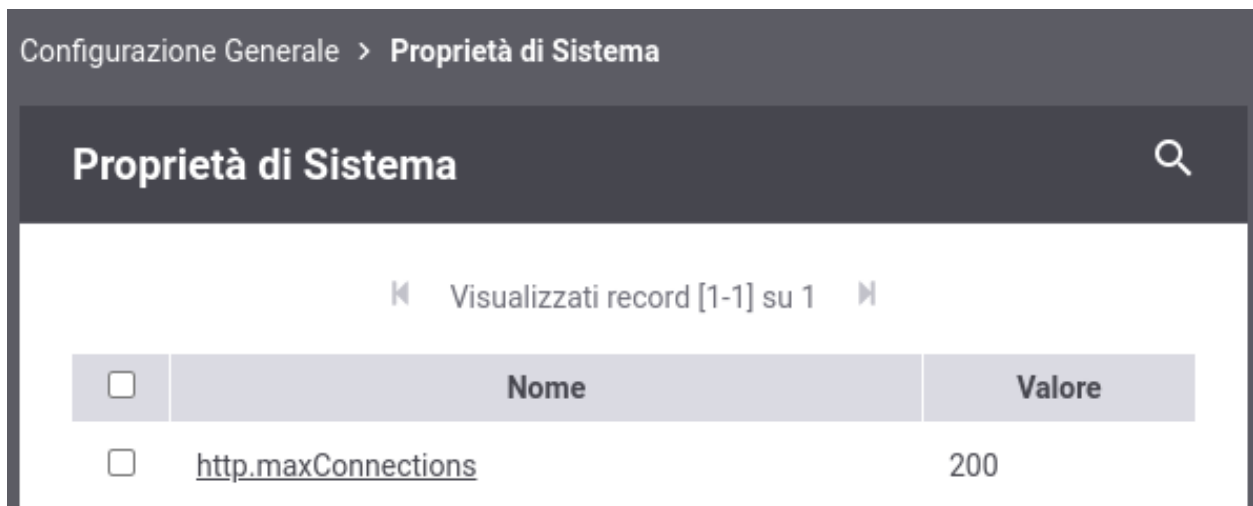 Configurazione Generale > Proprietà di Sistema
Proprietà di Sistema
Visualizzati record [1-1] su 1
Nome Valore
http.maxConnections 200